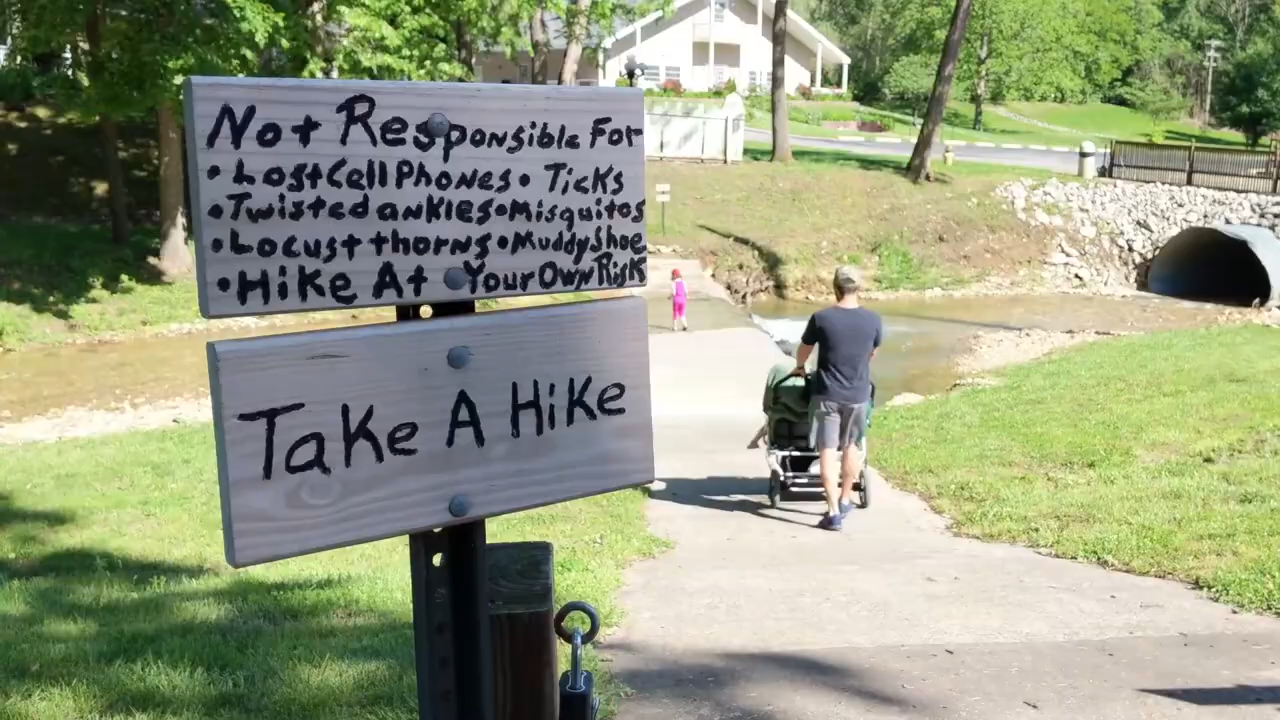 Not Responsible For
• Lost Cell Phones • Ticks
• Twisted ankles • Misquitos
• Locust thorns • Muddy Shoe
• Hike At Your Own Risk
Take A Hike